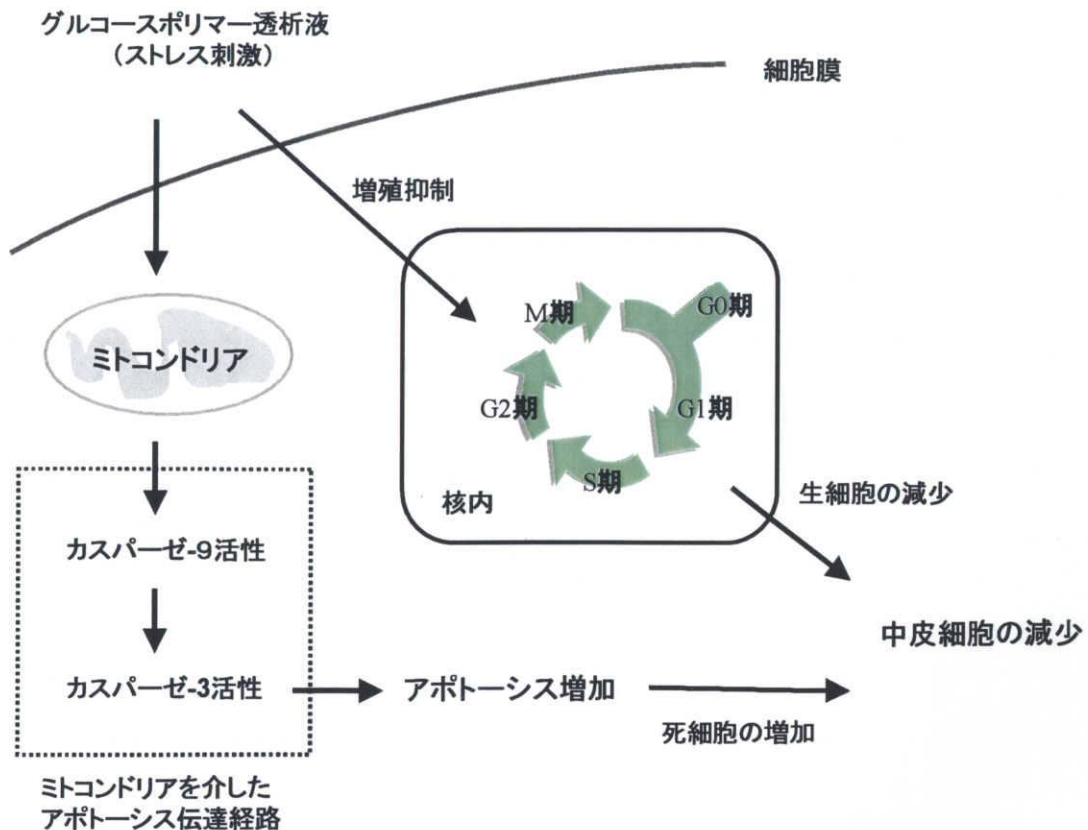 グルコースポリマー透析液
（ストレス刺激）
細胞膜
増殖抑制
M期
G0期
ミトコンドリア
G2期
G1期
S期
核内
生細胞の減少
カスパーゼ-9活性
中皮細胞の減少
カスパーゼ-3活性
アポトーシス増加
死細胞の増加
ミトコンドリアを介した
アポトーシス伝達経路